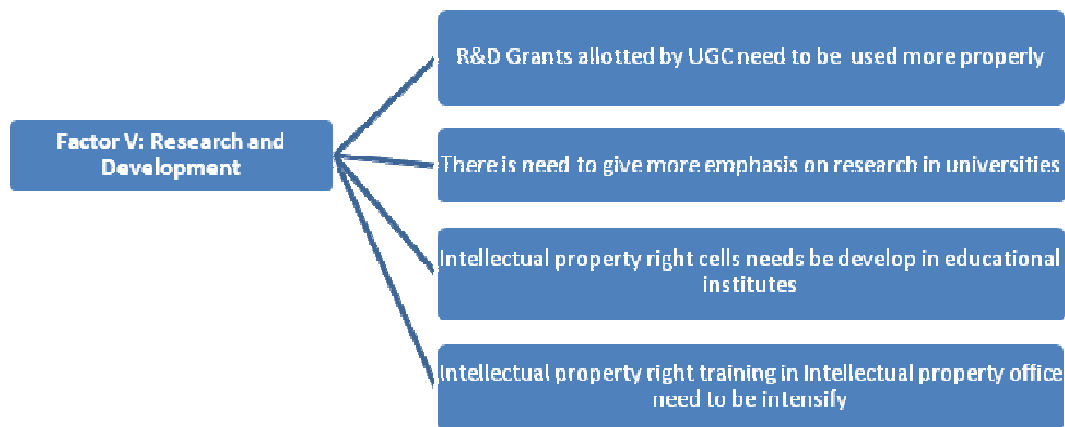 R&D Grants allotted by UGC need to be used more properly
Factor V: Research and
Development
There is need to give more emphasis on research in universities
Intellectual property right cells needs be develop in educational
institutes
Intellectual property right training in Intellectual property office
need to be intensify